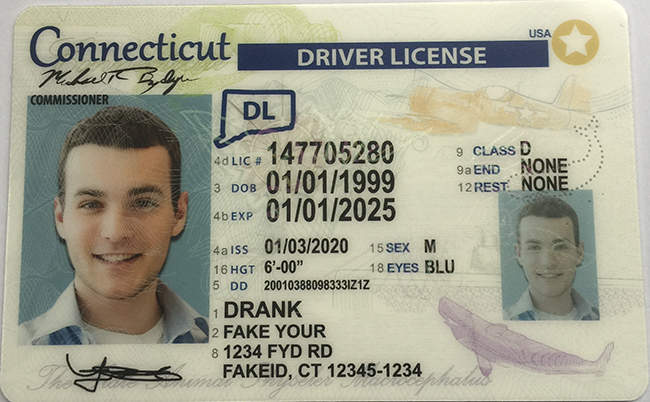 Connecticut
DRIVER LICENSE
USA
COMMISSIONER
DL
4d LIC # 147705280
9 CLASS D
3 DOB 01/01/1999
9a END NONE
4b EXP 01/01/2025
12 REST NONE
4a ISS 01/03/2020
15 SEX M
16 HGT 6'-00"
18 EYES BLU
5 DD 20010388098333IZ1Z
1 DRANK
2 FAKE YOUR
8 1234 FYD RD
FAKEID, CT 12345-1234
The State Animal Physeter Macrocephalus